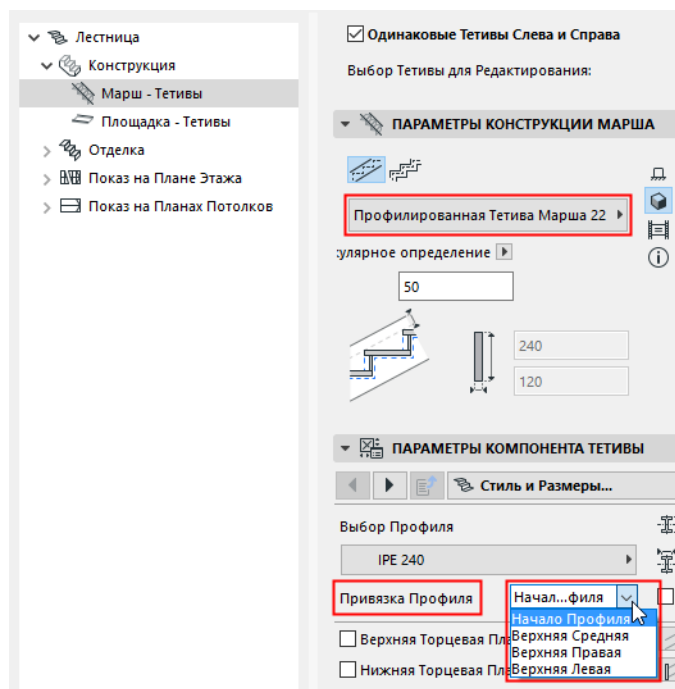 Лестница
Конструкция
Марш - Тетивы
Площадка - Тетивы
Отделка
Показ на Плане Этажа
Показ на Планах Потолков
Одинаковые Тетивы Слева и Справа
Выбор Тетивы для Редактирования:
ПАРАМЕТРЫ КОНСТРУКЦИИ МАРША
Профилированная Тетива Марша 22
улярное определение
50
240
120
ПАРАМЕТРЫ КОМПОНЕНТА ТЕТИВЫ
Стиль и Размеры...
Выбор Профиля
IPE 240
Привязка Профиля
Начал...филя
Начало Профиля
Верхняя Средняя
Верхняя Правая
Верхняя Левая
Верхняя Торцевая Пл
Нижняя Торцевая Пл